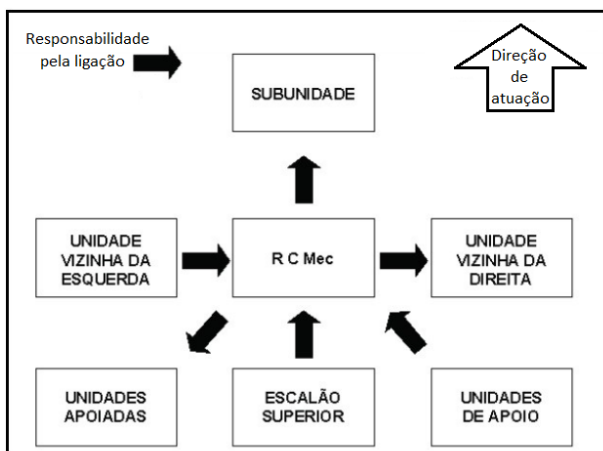 Responsabilidade
pela ligação
Direção
de
atuação
SUBUNIDADE
UNIDADE
VIZINHA DA
ESQUERDA
R C Mec
UNIDADE
VIZINHA DA
DIREITA
UNIDADES
APOIADAS
ESCALÃO
SUPERIOR
UNIDADES
DE APOIO